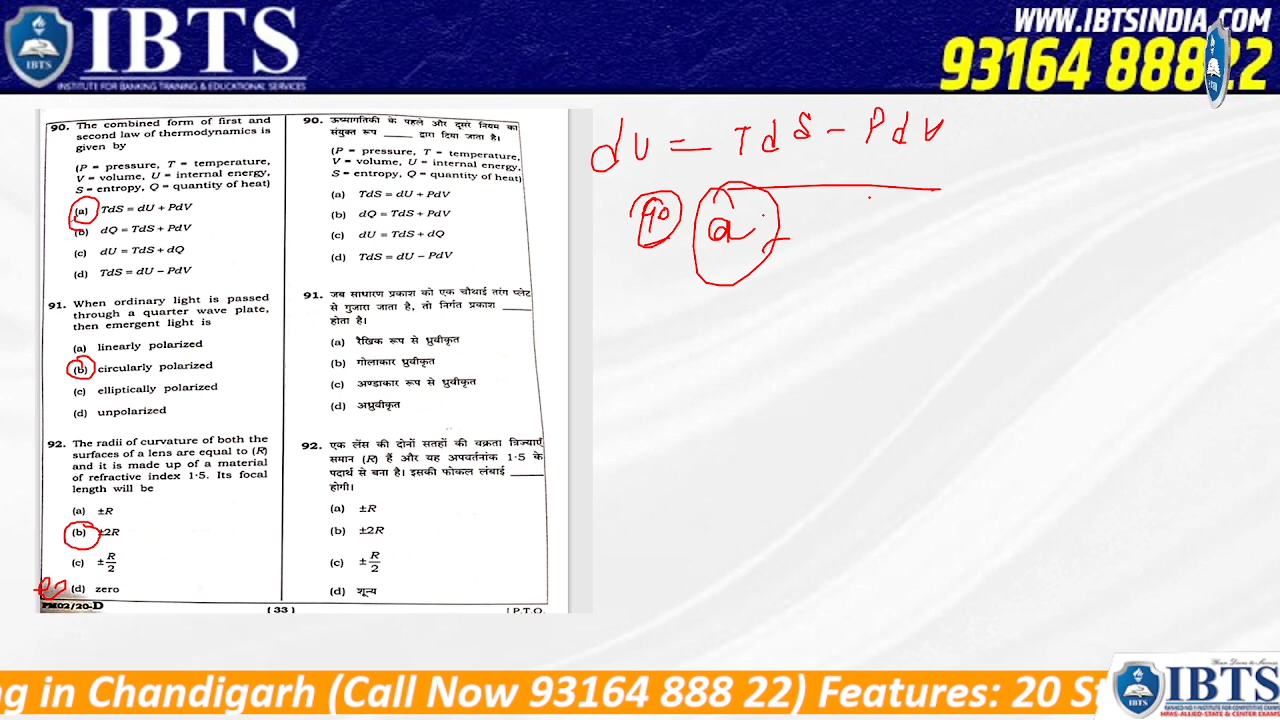 IBTS
INSTITUTE FOR BANKING TRAINING & EDUCATIONAL SERVICES
IBTS
WWW.IBTSINDIA.COM
93164 88822
90. The combined form of first and
second law of thermodynamics is
given by
(P = pressure, T = temperature,
V = volume, U = internal energy,
S = entropy, Q = quantity of heat)
(a) TdS = dU + PdV
(b) dQ = TdS + PdV
(c) dU = TdS + dQ
(d) TdS = dU − PdV
91. When ordinary light is passed
through a quarter wave plate,
then emergent light is
(a) linearly polarized
(b) circularly polarized
(c) elliptically polarized
(d) unpolarized
92. The radii of curvature of both the
surfaces of a lens are equal to (R)
and it is made up of a material
of refractive index 1·5. Its focal
length will be
(a) ±R
(b) ±2R
(c) ±R/2
(d) zero
PM02/20-D
90. ऊष्मागतिकी के पहले और दूसरे नियम का
संयुक्त रूप _____ द्वारा दिया जाता है।
(P = pressure, T = temperature,
V = volume, U = internal energy,
S = entropy, Q = quantity of heat)
(a) TdS = dU + PdV
(b) dQ = TdS + PdV
(c) dU = TdS + dQ
(d) TdS = dU − PdV
91. जब साधारण प्रकाश को एक चौथाई तरंग प्लेट
से गुजारा जाता है, तो निर्गत प्रकाश _____
होता है।
(a) रैखिक रूप से ध्रुवीकृत
(b) गोलाकार ध्रुवीकृत
(c) अण्डाकार रूप से ध्रुवीकृत
(d) अध्रुवीकृत
92. एक लेंस की दोनों सतहों की वक्रता त्रिज्याएँ
समान (R) हैं और यह अपवर्तनांक 1·5 के
पदार्थ से बना है। इसकी फोकल लंबाई _____
होगी।
(a) ±R
(b) ±2R
(c) ±R/2
(d) शून्य
( 33 )
[ P.T.O.
dU = TdS − PdV
90 a
ng in Chandigarh (Call Now 93164 888 22) Features: 20 St
IBTS
IBTS